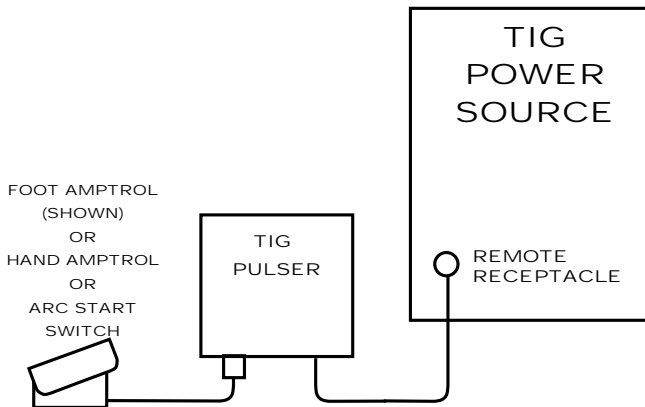 TIG
POWER
SOURCE
FOOT AMPTROL
(SHOWN)
OR
HAND AMPTROL
OR
ARC START
SWITCH
TIG
PULSER
REMOTE
RECEPTACLE